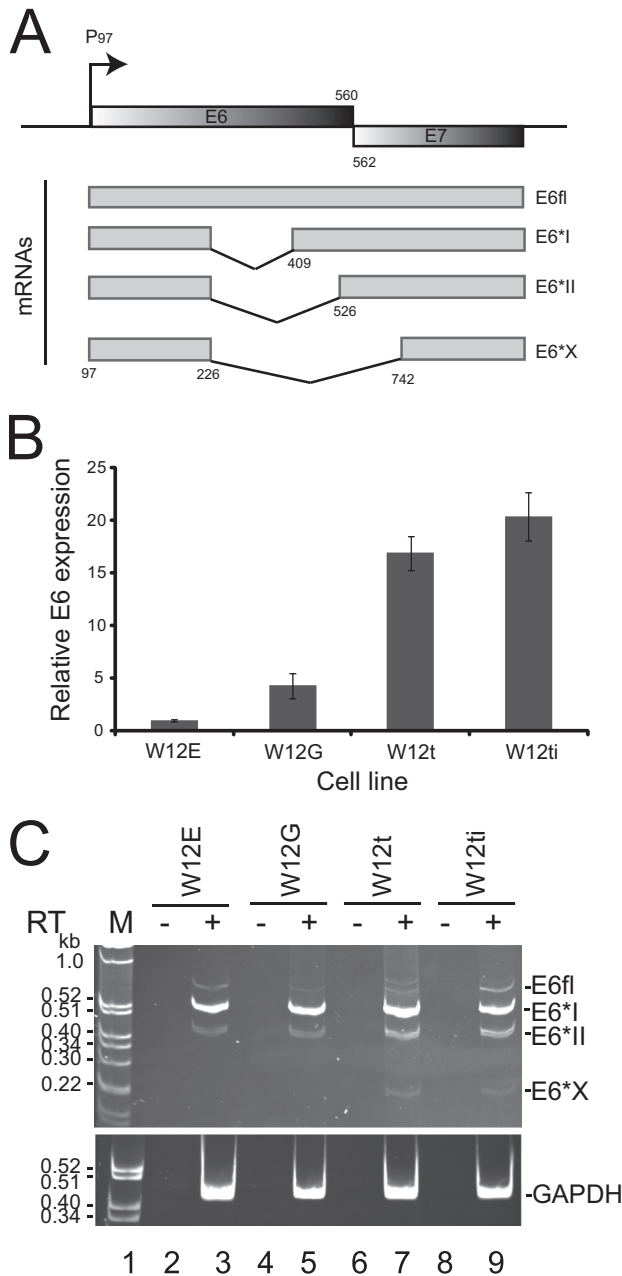 A
P97
560
E6
E7
562
mRNAs
E6fl
E6*I
409
E6*II
526
E6*X
97 226 742
B
Relative E6 expression
25
20
15
10
5
0
W12E W12G W12t W12ti
Cell line
C
W12E W12G W12t W12ti
RT M - + - + - + - +
kb
1.0
0.52
0.51
0.40
0.34
0.30
0.22
-E6fl
-E6*I
-E6*II
-E6*X
0.52
0.51
0.40
0.34
-GAPDH
1 2 3 4 5 6 7 8 9